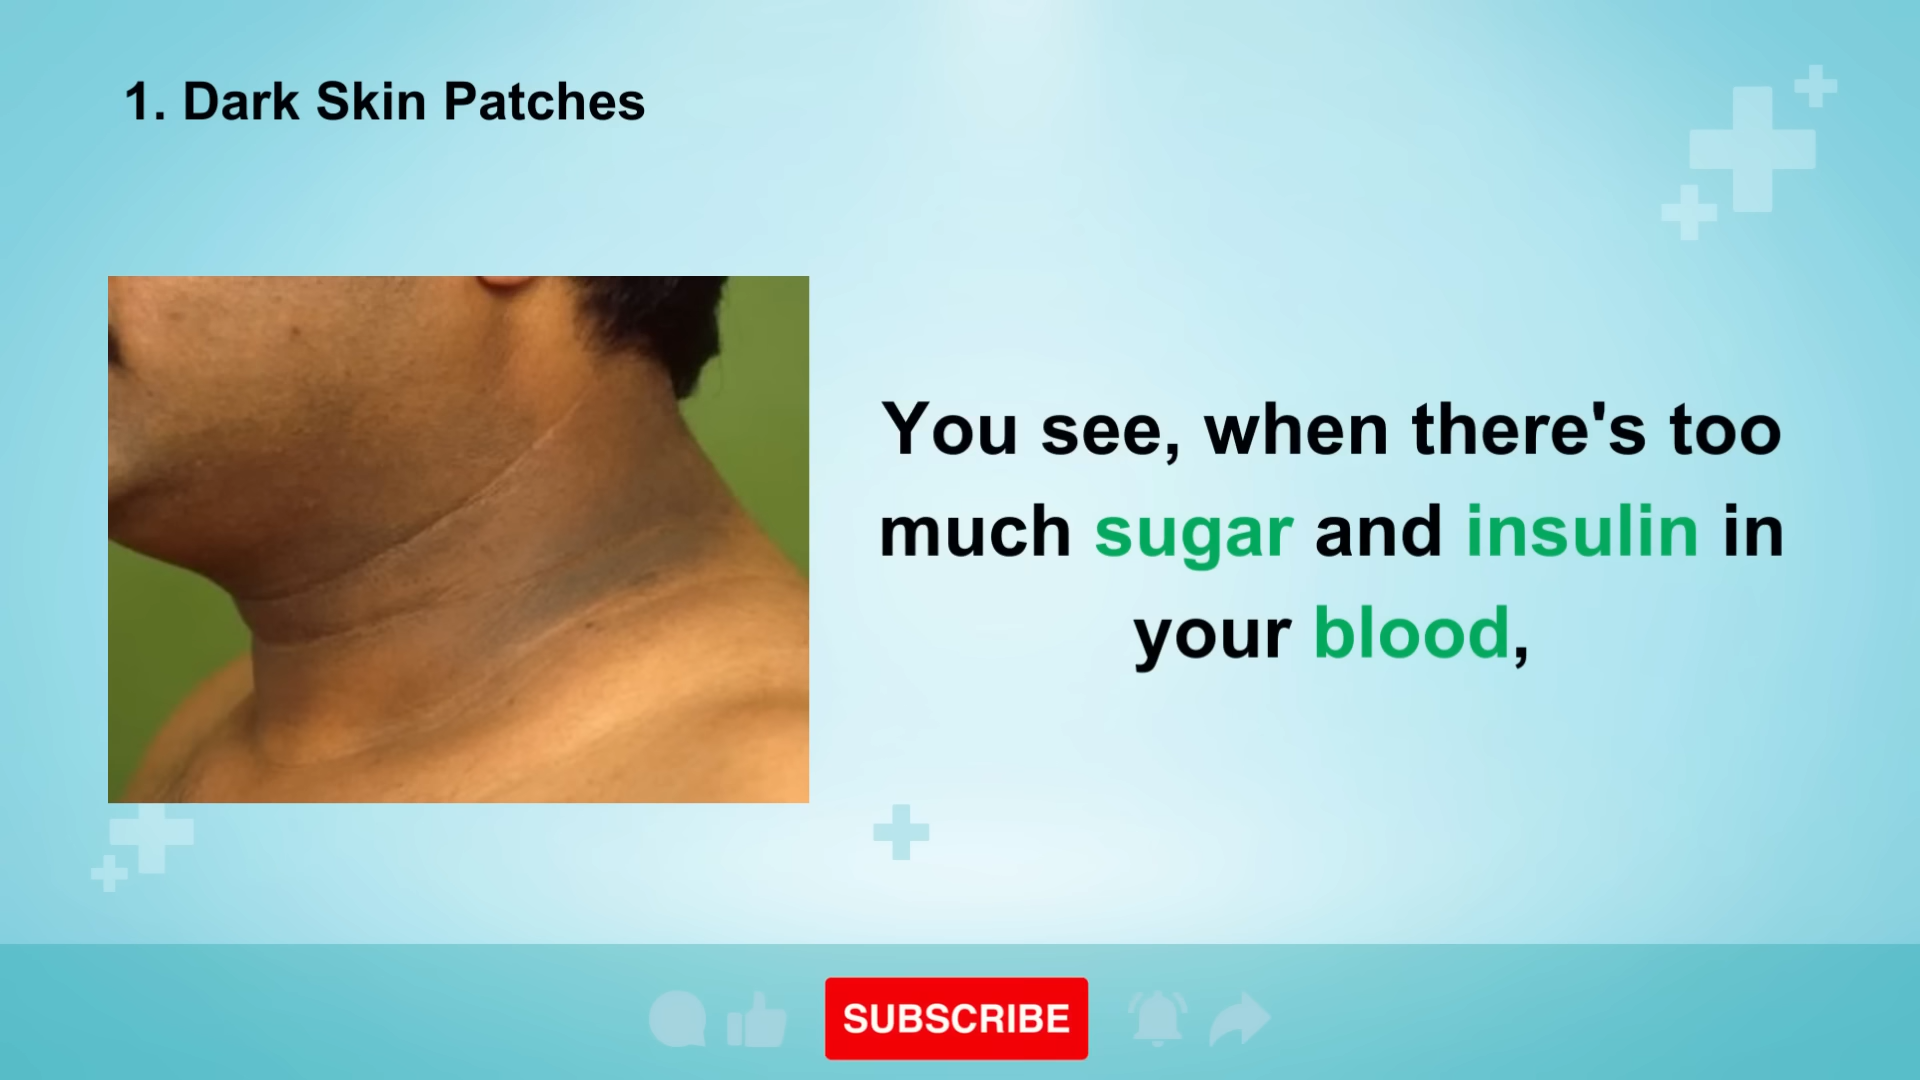 1. Dark Skin Patches
You see, when there's too
much sugar and insulin in
your blood,
SUBSCRIBE